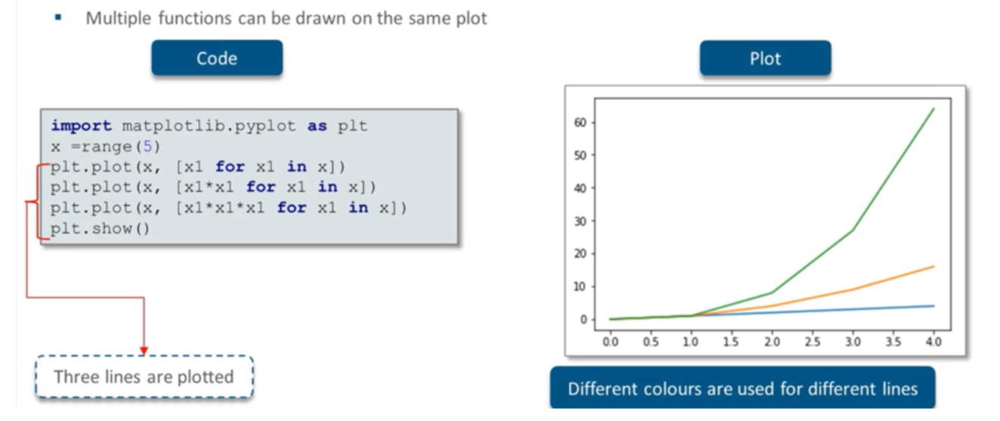 ▪ Multiple functions can be drawn on the same plot
Code
import matplotlib.pyplot as plt
x =range(5)
plt.plot(x, [x1 for x1 in x])
plt.plot(x, [x1*x1 for x1 in x])
plt.plot(x, [x1*x1*x1 for x1 in x])
plt.show()
Three lines are plotted
Plot
60
50
40
30
20
10
0
0.0 0.5 1.0 1.5 2.0 2.5 3.0 3.5 4.0
Different colours are used for different lines